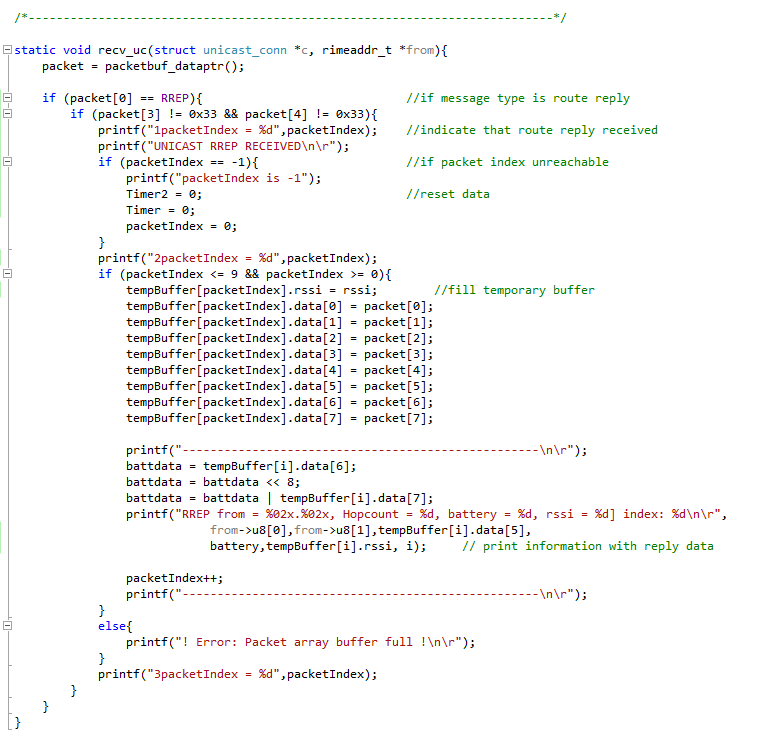 /*---------------------------------------------------------------------------*/
static void recv_uc(struct unicast_conn *c, rimeaddr_t *from){
    packet = packetbuf_dataptr();

    if (packet[0] == RREP){                             //if message type is route reply
        if (packet[3] != 0x33 && packet[4] != 0x33){
            printf("1packetIndex = %d",packetIndex);    //indicate that route reply received
            printf("UNICAST RREP RECEIVED\n\r");
            if (packetIndex == -1){                     //if packet index unreachable
                printf("packetIndex is -1");
                Timer2 = 0;                             //reset data
                Timer = 0;
                packetIndex = 0;
            }
            printf("2packetIndex = %d",packetIndex);
            if (packetIndex <= 9 && packetIndex >= 0){
                tempBuffer[packetIndex].rssi = rssi;        //fill temporary buffer
                tempBuffer[packetIndex].data[0] = packet[0];
                tempBuffer[packetIndex].data[1] = packet[1];
                tempBuffer[packetIndex].data[2] = packet[2];
                tempBuffer[packetIndex].data[3] = packet[3];
                tempBuffer[packetIndex].data[4] = packet[4];
                tempBuffer[packetIndex].data[5] = packet[5];
                tempBuffer[packetIndex].data[6] = packet[6];
                tempBuffer[packetIndex].data[7] = packet[7];

                printf("---------------------------------------------------\n\r");
                battdata = tempBuffer[i].data[6];
                battdata = battdata << 8;
                battdata = battdata | tempBuffer[i].data[7];
                printf("RREP from = %02x.%02x, Hopcount = %d, battery = %d, rssi = %d] index: %d\n\r",
                            from->u8[0],from->u8[1],tempBuffer[i].data[5],
                            battery,tempBuffer[i].rssi, i);     // print information with reply data

                packetIndex++;
                printf("---------------------------------------------------\n\r");
            }
            else{
                printf("! Error: Packet array buffer full !\n\r");
            }
            printf("3packetIndex = %d",packetIndex);
        }
    }
}